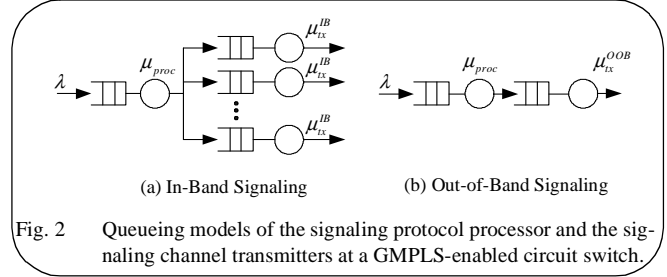 μ_tx^IB
λ μ_proc μ_tx^IB
μ_tx^IB
(a) In-Band Signaling
λ μ_proc μ_tx^OOB
(b) Out-of-Band Signaling
Fig. 2 Queueing models of the signaling protocol processor and the sig-
naling channel transmitters at a GMPLS-enabled circuit switch.